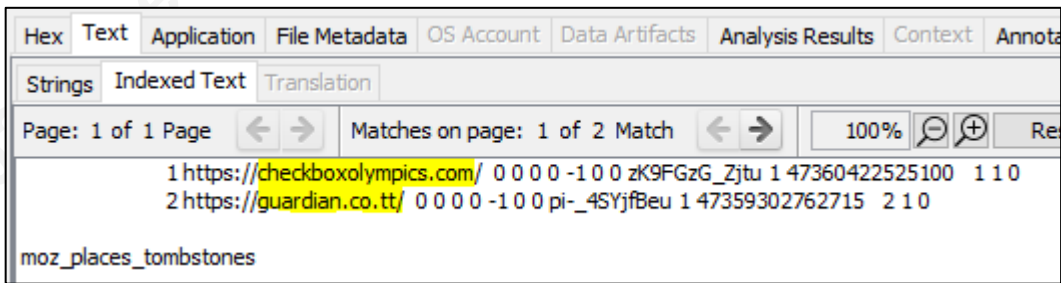 Hex Text Application File Metadata OS Account Data Artifacts Analysis Results Context Annota
Strings Indexed Text Translation
Page: 1 of 1 Page Matches on page: 1 of 2 Match 100% Re
1 https://checkboxolympics.com/ 0 0 0 0 -1 0 0 zK9FGzG_Zjtu 1 47360422525100 1 1 0
2 https://guardian.co.tt/ 0 0 0 0 -1 0 0 pi-_4SYjfBeu 1 47359302762715 2 1 0
moz_places_tombstones